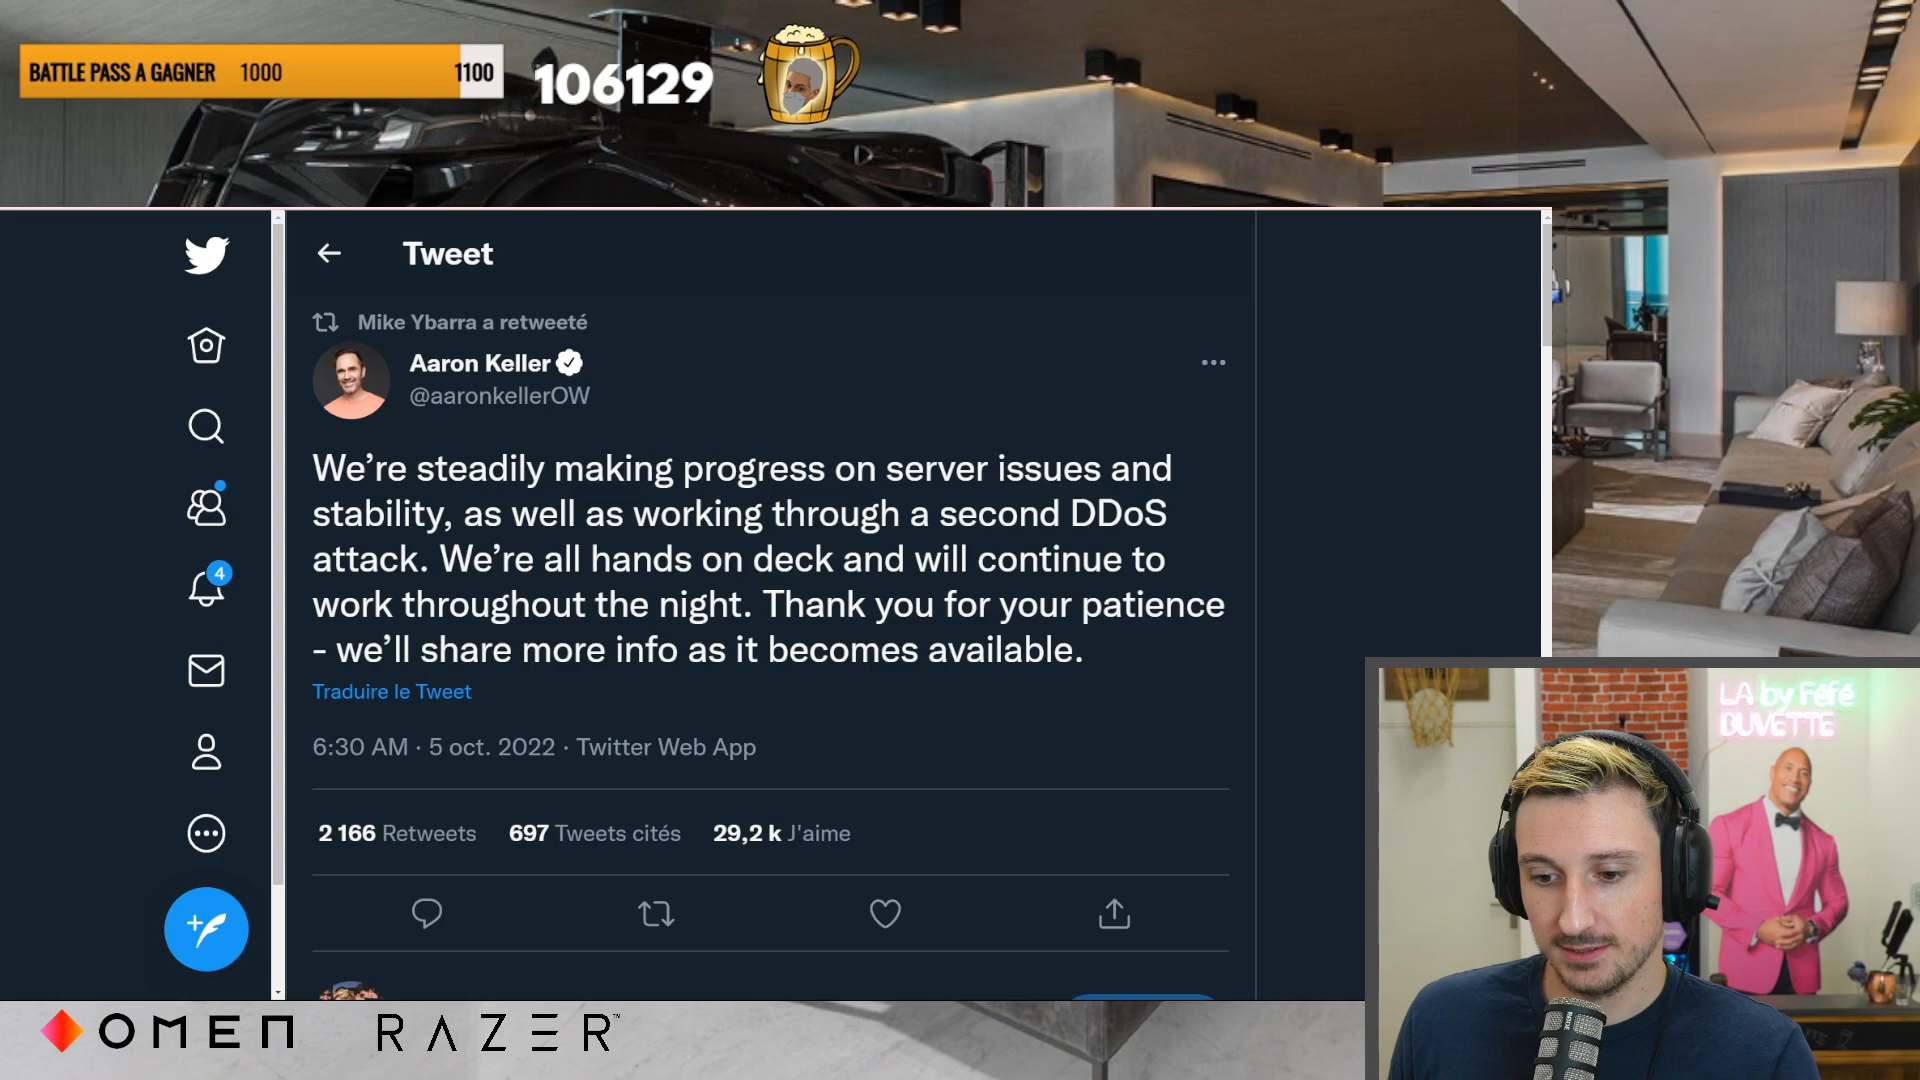 BATTLE PASS A GAGNER 1000 1100
106129
Tweet
Mike Ybarra a retweeté
Aaron Keller
@aaronkellerOW
We’re steadily making progress on server issues and
stability, as well as working through a second DDoS
attack. We’re all hands on deck and will continue to
work throughout the night. Thank you for your patience
- we’ll share more info as it becomes available.
Traduire le Tweet
6:30 AM · 5 oct. 2022 · Twitter Web App
2 166 Retweets 697 Tweets cités 29,2 k J'aime
4
LA by Féfé
BUVETTE
OMEN RAZER™